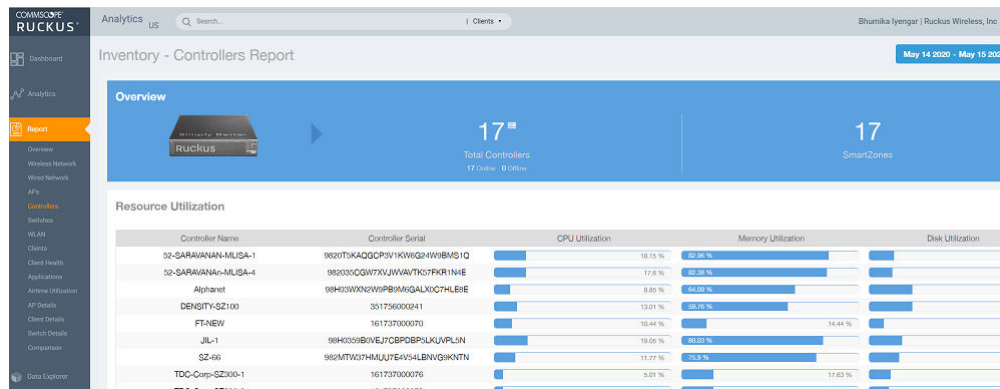 COMMSCOPE
RUCKUS
Analytics US
Search...
| Clients
Bhumika Iyengar | Ruckus Wireless, Inc
Dashboard
Analytics
Report
Overview
Wireless Network
Wired Network
APs
Controllers
Switches
WLAN
Clients
Client Health
Applications
Airtime Utilization
AP Details
Client Details
Switch Details
Comparison
Data Explorer
Inventory - Controllers Report
May 14 2020 - May 15 202
Overview
Simply Better
Ruckus
17
Total Controllers
17 Online 0 Offline
17
SmartZones
Resource Utilization
Controller Name Controller Serial CPU Utilization Memory Utilization Disk Utilization
52-SARAVANAN-MLISA-1 18.15 % 82.96 %
52-SARAVANAn-MLISA-4 17.6 % 82.38 %
Alphanet 8.85 % 64.09 %
DENSITY-SZ100 351756000241 13.01 % 59.76 %
FT-NEW 161737000070 10.44 % 14.44 %
JIL-1 19.05 % 80.03 %
SZ-66 11.77 % 75.9 %
TDC-Corp-SZ300-1 161737000076 5.01 % 17.63 %